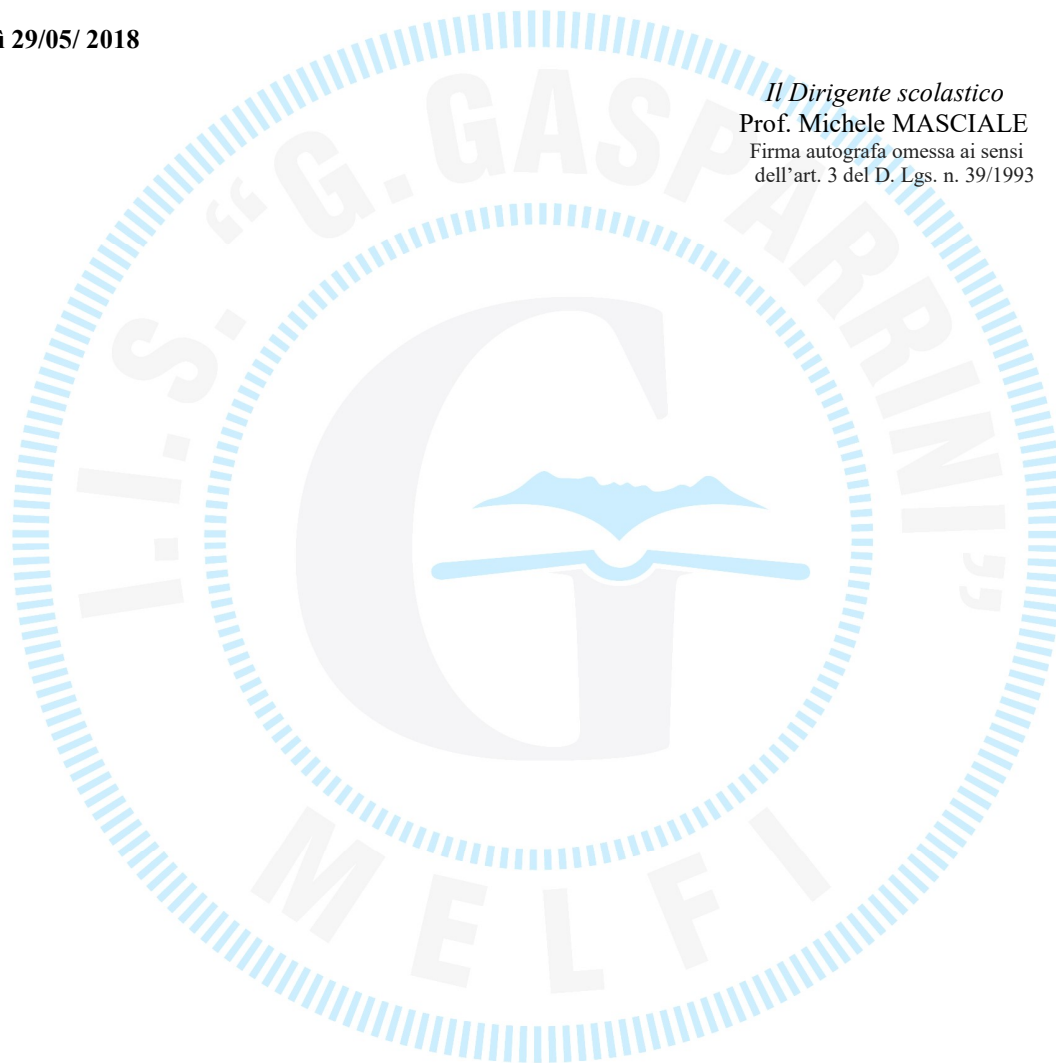 ì 29/05/ 2018
Il Dirigente scolastico
Prof. Michele MASCIALE
Firma autografa omessa ai sensi
dell’art. 3 del D. Lgs. n. 39/1993
I.I.S. “G. GASPARRINI”
MELFI